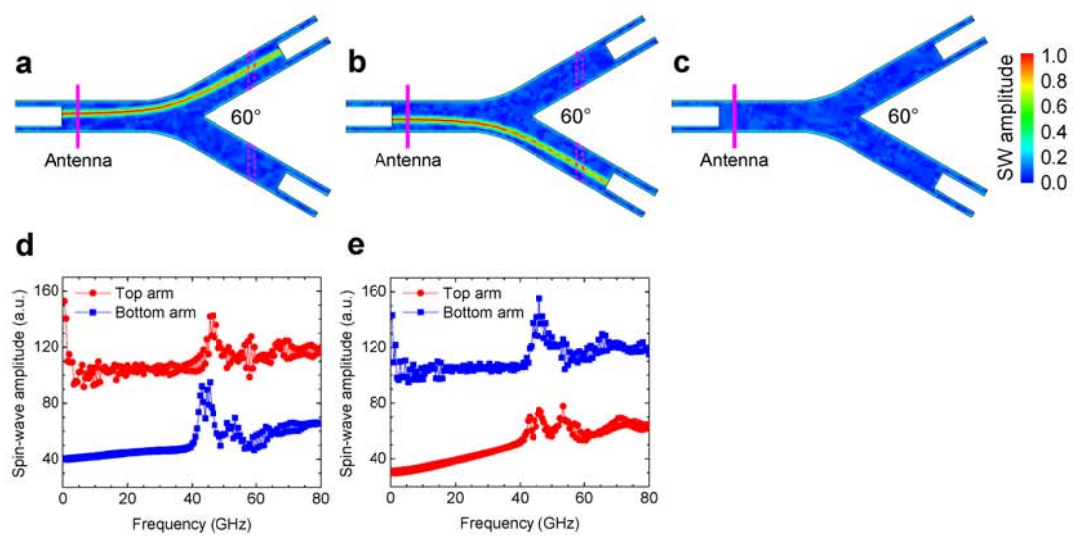 a
60°
Antenna
b
60°
Antenna
c
60°
Antenna
SW amplitude
1.0
0.8
0.6
0.4
0.2
0.0
d
Spin-wave amplitude (a.u.)
160
120
80
40
Top arm
Bottom arm
0 20 40 60 80
Frequency (GHz)
e
Spin-wave amplitude (a.u.)
160
120
80
40
Top arm
Bottom arm
0 20 40 60 80
Frequency (GHz)